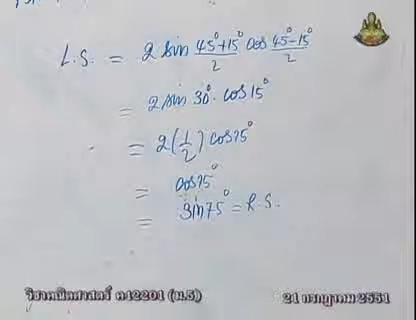 L.S. = 2 sin (45°+15°)/2 cos (45°-15°)/2
= 2 sin 30° · cos 15°
= 2(1/2) cos 15°
= cos 15°
= sin 75° = R.S.
วิชาคณิตศาสตร์ ค42201 (ม.5) 21 กรกฎาคม 2551